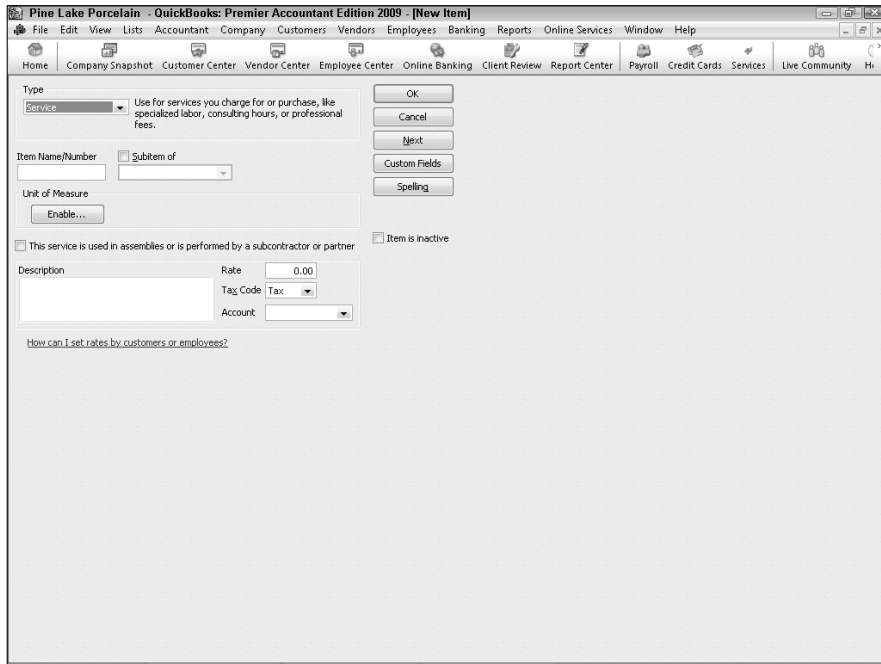 Pine Lake Porcelain - QuickBooks: Premier Accountant Edition 2009 - [New Item]
File Edit View Lists Accountant Company Customers Vendors Employees Banking Reports Online Services Window Help
Home Company Snapshot Customer Center Vendor Center Employee Center Online Banking Client Review Report Center Payroll Credit Cards Services Live Community
Type
Service
Use for services you charge for or purchase, like
specialized labor, consulting hours, or professional
fees.
OK
Cancel
Next
Custom Fields
Spelling
Item Name/Number
Subitem of
Unit of Measure
Enable...
Item is inactive
This service is used in assemblies or is performed by a subcontractor or partner
Description
Rate 0.00
Tax Code Tax
Account
How can I set rates by customers or employees?